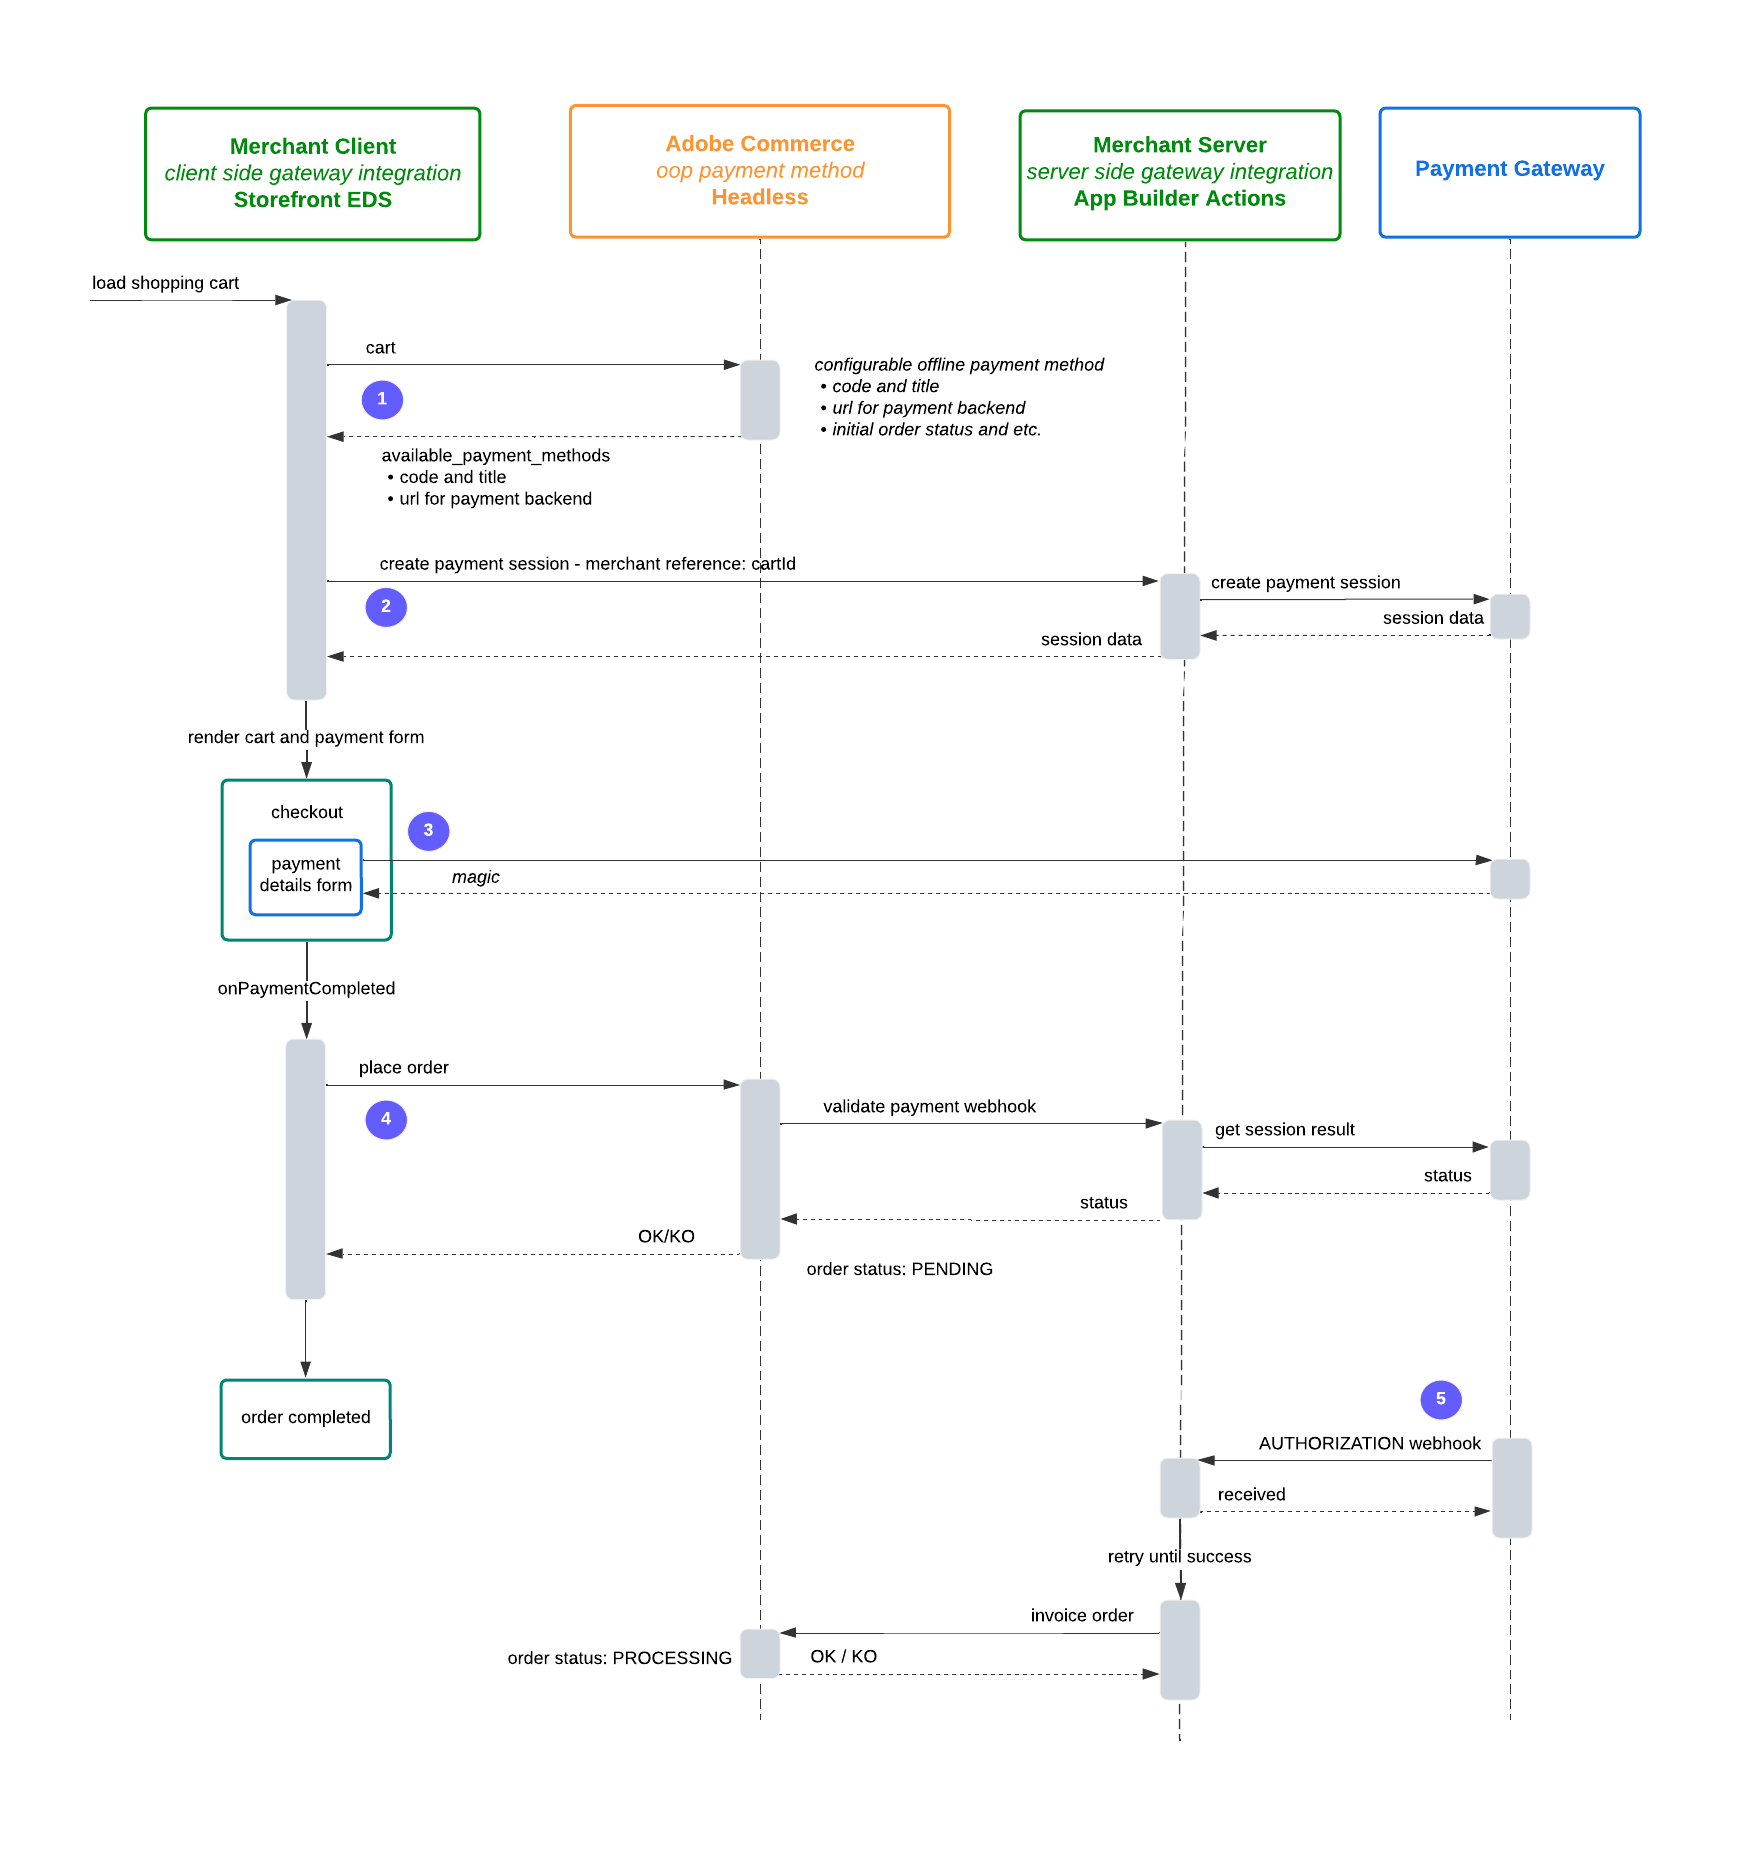 Merchant Client
client side gateway integration
Storefront EDS
Adobe Commerce
oop payment method
Headless
Merchant Server
server side gateway integration
App Builder Actions
Payment Gateway
load shopping cart
cart
1
configurable offline payment method
• code and title
• url for payment backend
• initial order status and etc.
available_payment_methods
• code and title
• url for payment backend
create payment session - merchant reference: cartId
2
create payment session
session data
session data
render cart and payment form
checkout
3
payment
details form
magic
onPaymentCompleted
place order
4
validate payment webhook
get session result
status
status
OK/KO
order status: PENDING
order completed
5
AUTHORIZATION webhook
received
retry until success
invoice order
order status: PROCESSING
OK / KO